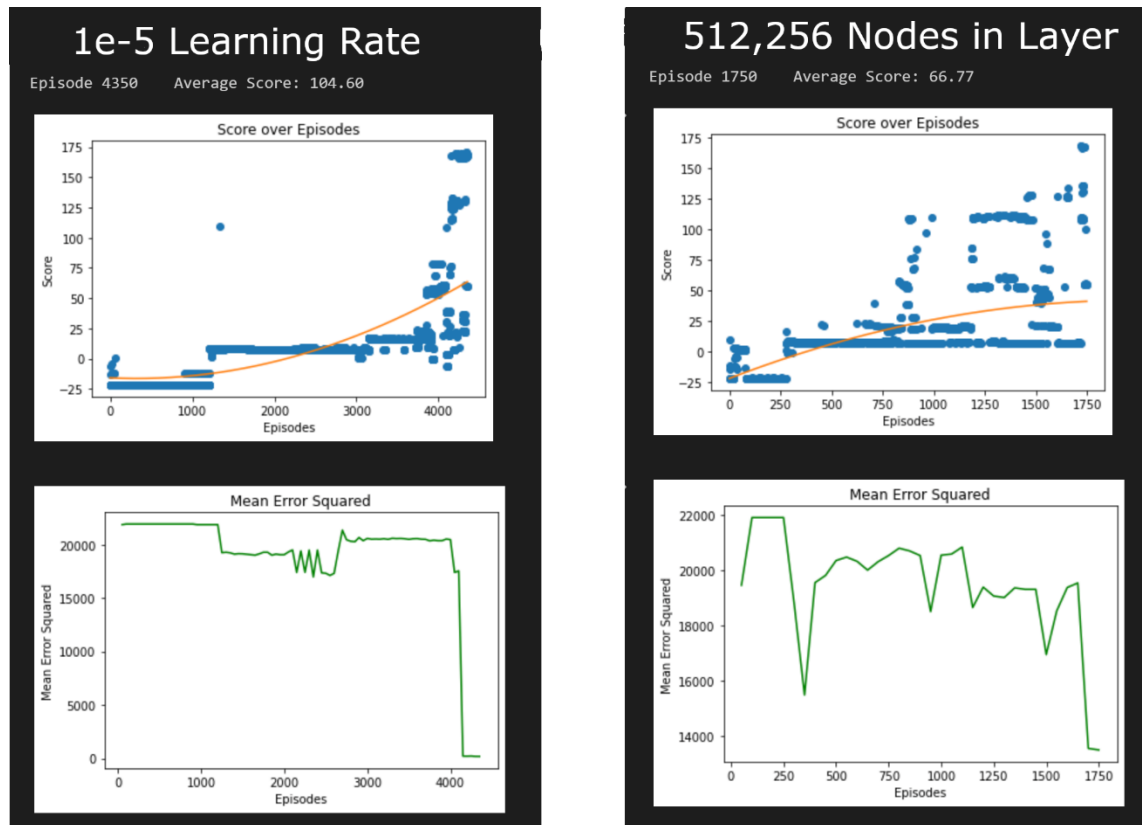 1e-5 Learning Rate
Episode 4350    Average Score: 104.60
Score over Episodes
175
150
125
100
75
50
25
0
−25
Score
0 1000 2000 3000 4000
Episodes
Mean Error Squared
20000
15000
10000
5000
0
Mean Error Squared
0 1000 2000 3000 4000
Episodes
512,256 Nodes in Layer
Episode 1750    Average Score: 66.77
Score over Episodes
175
150
125
100
75
50
25
0
−25
Score
0 250 500 750 1000 1250 1500 1750
Episodes
Mean Error Squared
22000
20000
18000
16000
14000
Mean Error Squared
0 250 500 750 1000 1250 1500 1750
Episodes